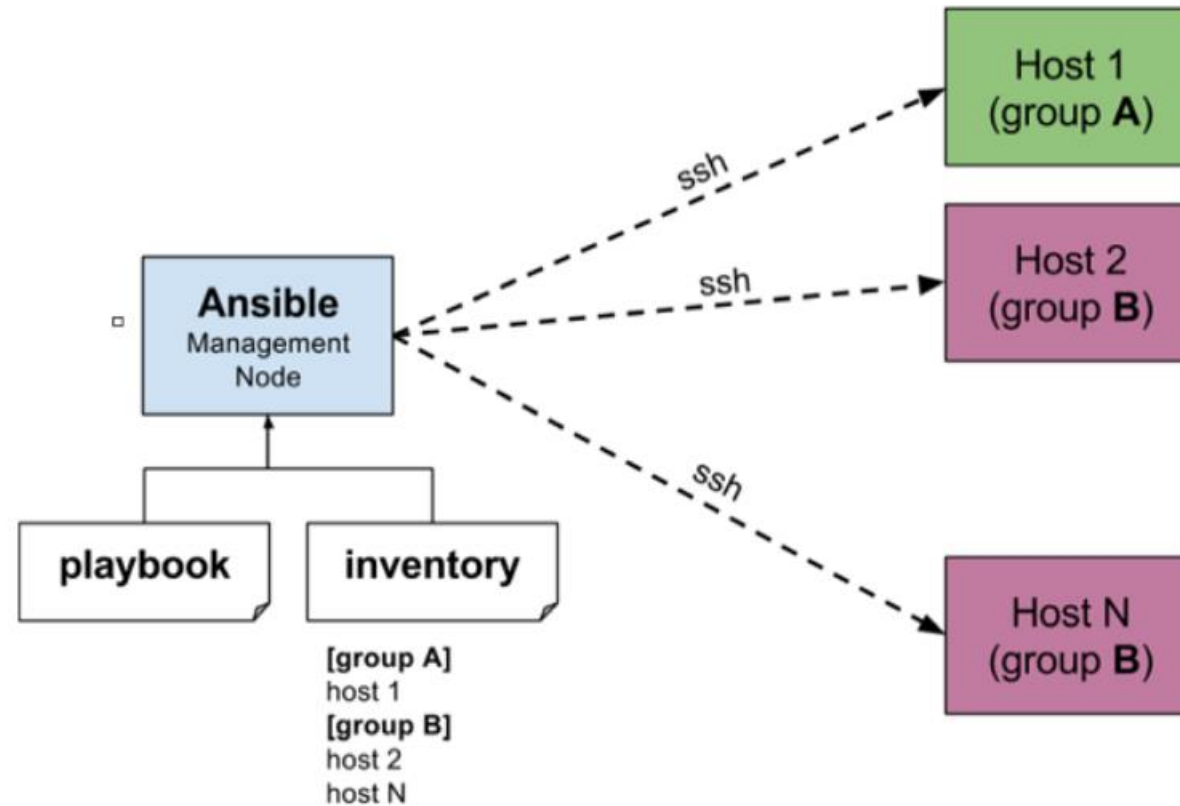 Host 1
(group A)
ssh
Host 2
(group B)
ssh
Ansible
Management
Node
ssh
playbook
inventory
Host N
(group B)
[group A]
host 1
[group B]
host 2
host N